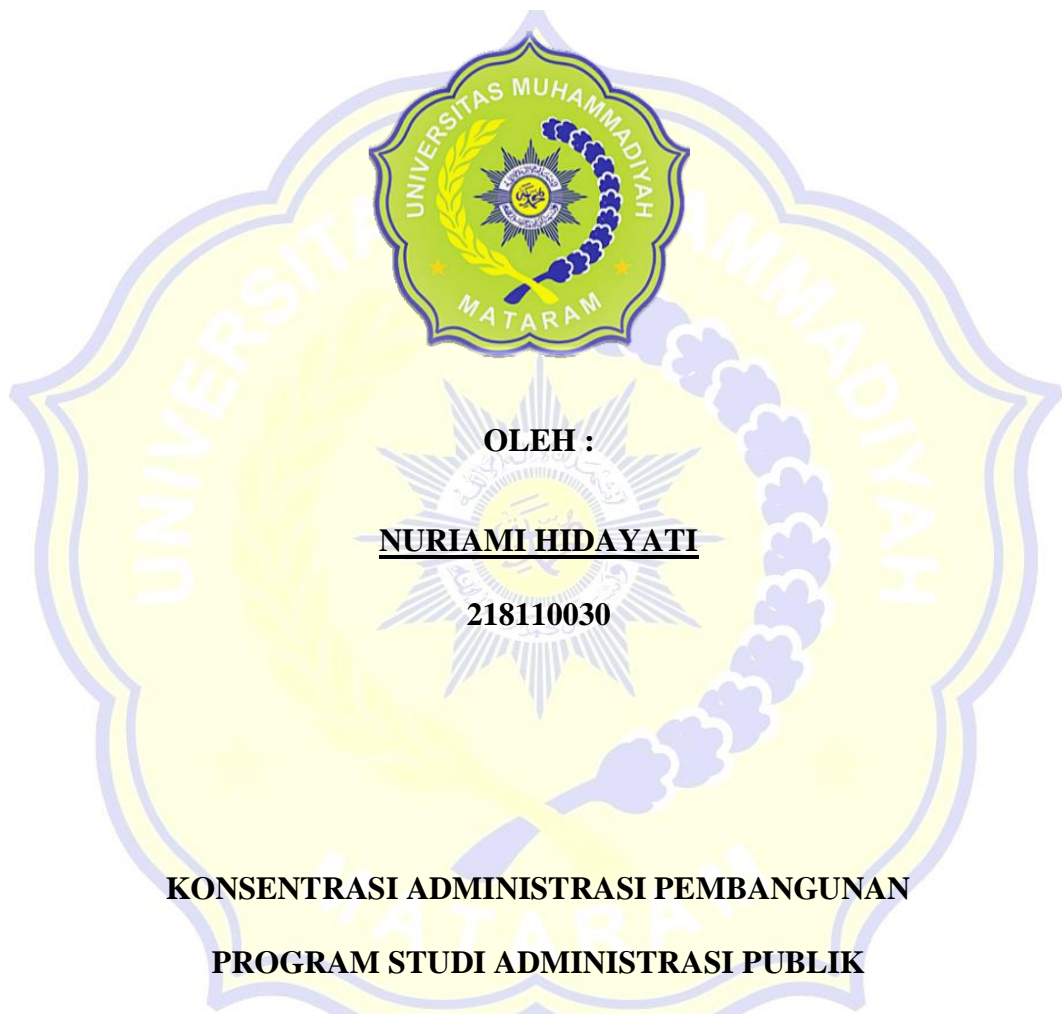 UNIVERSITAS MUHAMMADIYAH
MATARAM
OLEH :
NURIAMI HIDAYATI
218110030
KONSENTRASI ADMINISTRASI PEMBANGUNAN
PROGRAM STUDI ADMINISTRASI PUBLIK